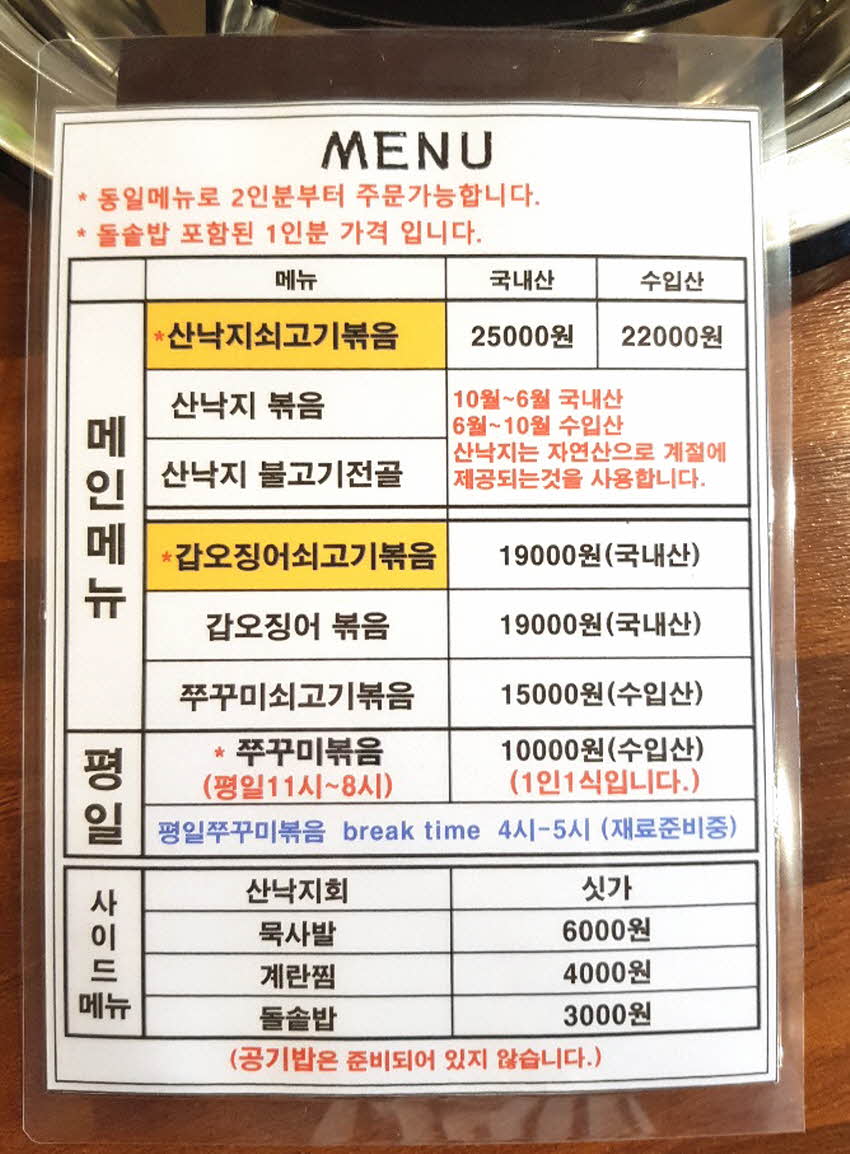 MENU
* 동일메뉴로 2인분부터 주문가능합니다.
* 돌솥밥 포함된 1인분 가격 입니다.
메뉴 국내산 수입산
메인메뉴
*산낙지쇠고기볶음 25000원 22000원
산낙지 볶음
산낙지 불고기전골
10월~6월 국내산
6월~10월 수입산
산낙지는 자연산으로 계절에
제공되는것을 사용합니다.
*갑오징어쇠고기볶음 19000원(국내산)
갑오징어 볶음 19000원(국내산)
쭈꾸미쇠고기볶음 15000원(수입산)
평일
* 쭈꾸미볶음 10000원(수입산)
(평일11시~8시) (1인1식입니다.)
평일쭈꾸미볶음 break time 4시-5시 (재료준비중)
사이드메뉴
산낙지회 싯가
묵사발 6000원
계란찜 4000원
돌솥밥 3000원
(공기밥은 준비되어 있지 않습니다.)